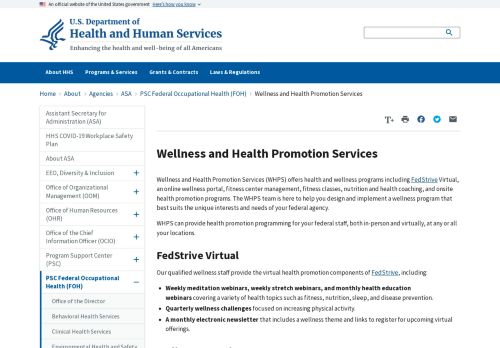 An official website of the United States government Here's how you know
U.S. Department of
Health and Human Services
Enhancing the health and well-being of all Americans
About HHS Programs & Services Grants & Contracts Laws & Regulations
Home › About › Agencies › ASA › PSC Federal Occupational Health (FOH) › Wellness and Health Promotion Services
Assistant Secretary for
Administration (ASA)
HHS COVID-19 Workplace Safety
Plan
About ASA
EEO, Diversity & Inclusion +
Office of Organizational
Management (OOM) +
Office of Human Resources
(OHR) +
Office of the Chief
Information Officer (OCIO) +
Program Support Center
(PSC) +
PSC Federal Occupational
Health (FOH) −
Office of the Director
Behavioral Health Services
Clinical Health Services
Environmental Health and Safety
T+
Wellness and Health Promotion Services
Wellness and Health Promotion Services (WHPS) offers health and wellness programs including FedStrive Virtual,
an online wellness portal, fitness center management, fitness classes, nutrition and health coaching, and onsite
health promotion programs. The WHPS team is here to help you design and implement a wellness program that
best suits the unique interests and needs of your federal agency.
WHPS can provide health promotion programming for your federal staff, both in-person and virtually, at any or all
your locations.
FedStrive Virtual
Our qualified wellness staff provide the virtual health promotion components of FedStrive, including:
• Weekly meditation webinars, weekly stretch webinars, and monthly health education
webinars covering a variety of health topics such as fitness, nutrition, sleep, and disease prevention.
• Quarterly wellness challenges focused on increasing physical activity.
• A monthly electronic newsletter that includes a wellness theme and links to register for upcoming
virtual offerings.